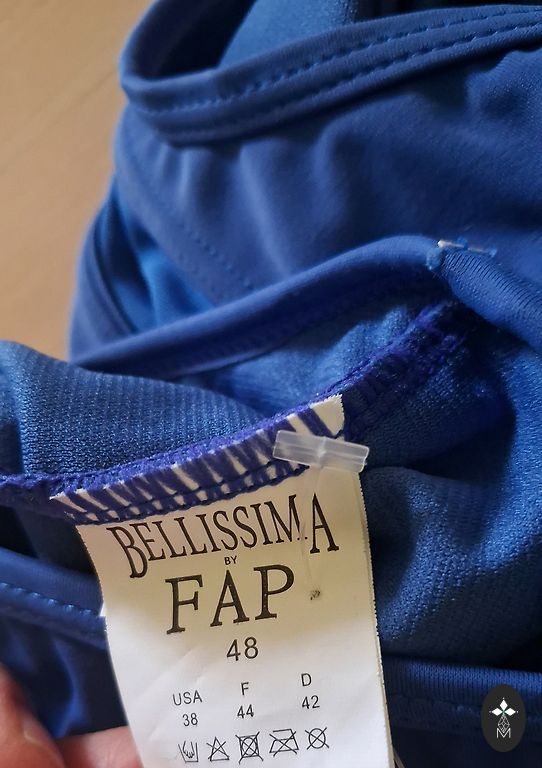 BELLISSIMA
BY
FAP
48
USA F D
38 44 42
M